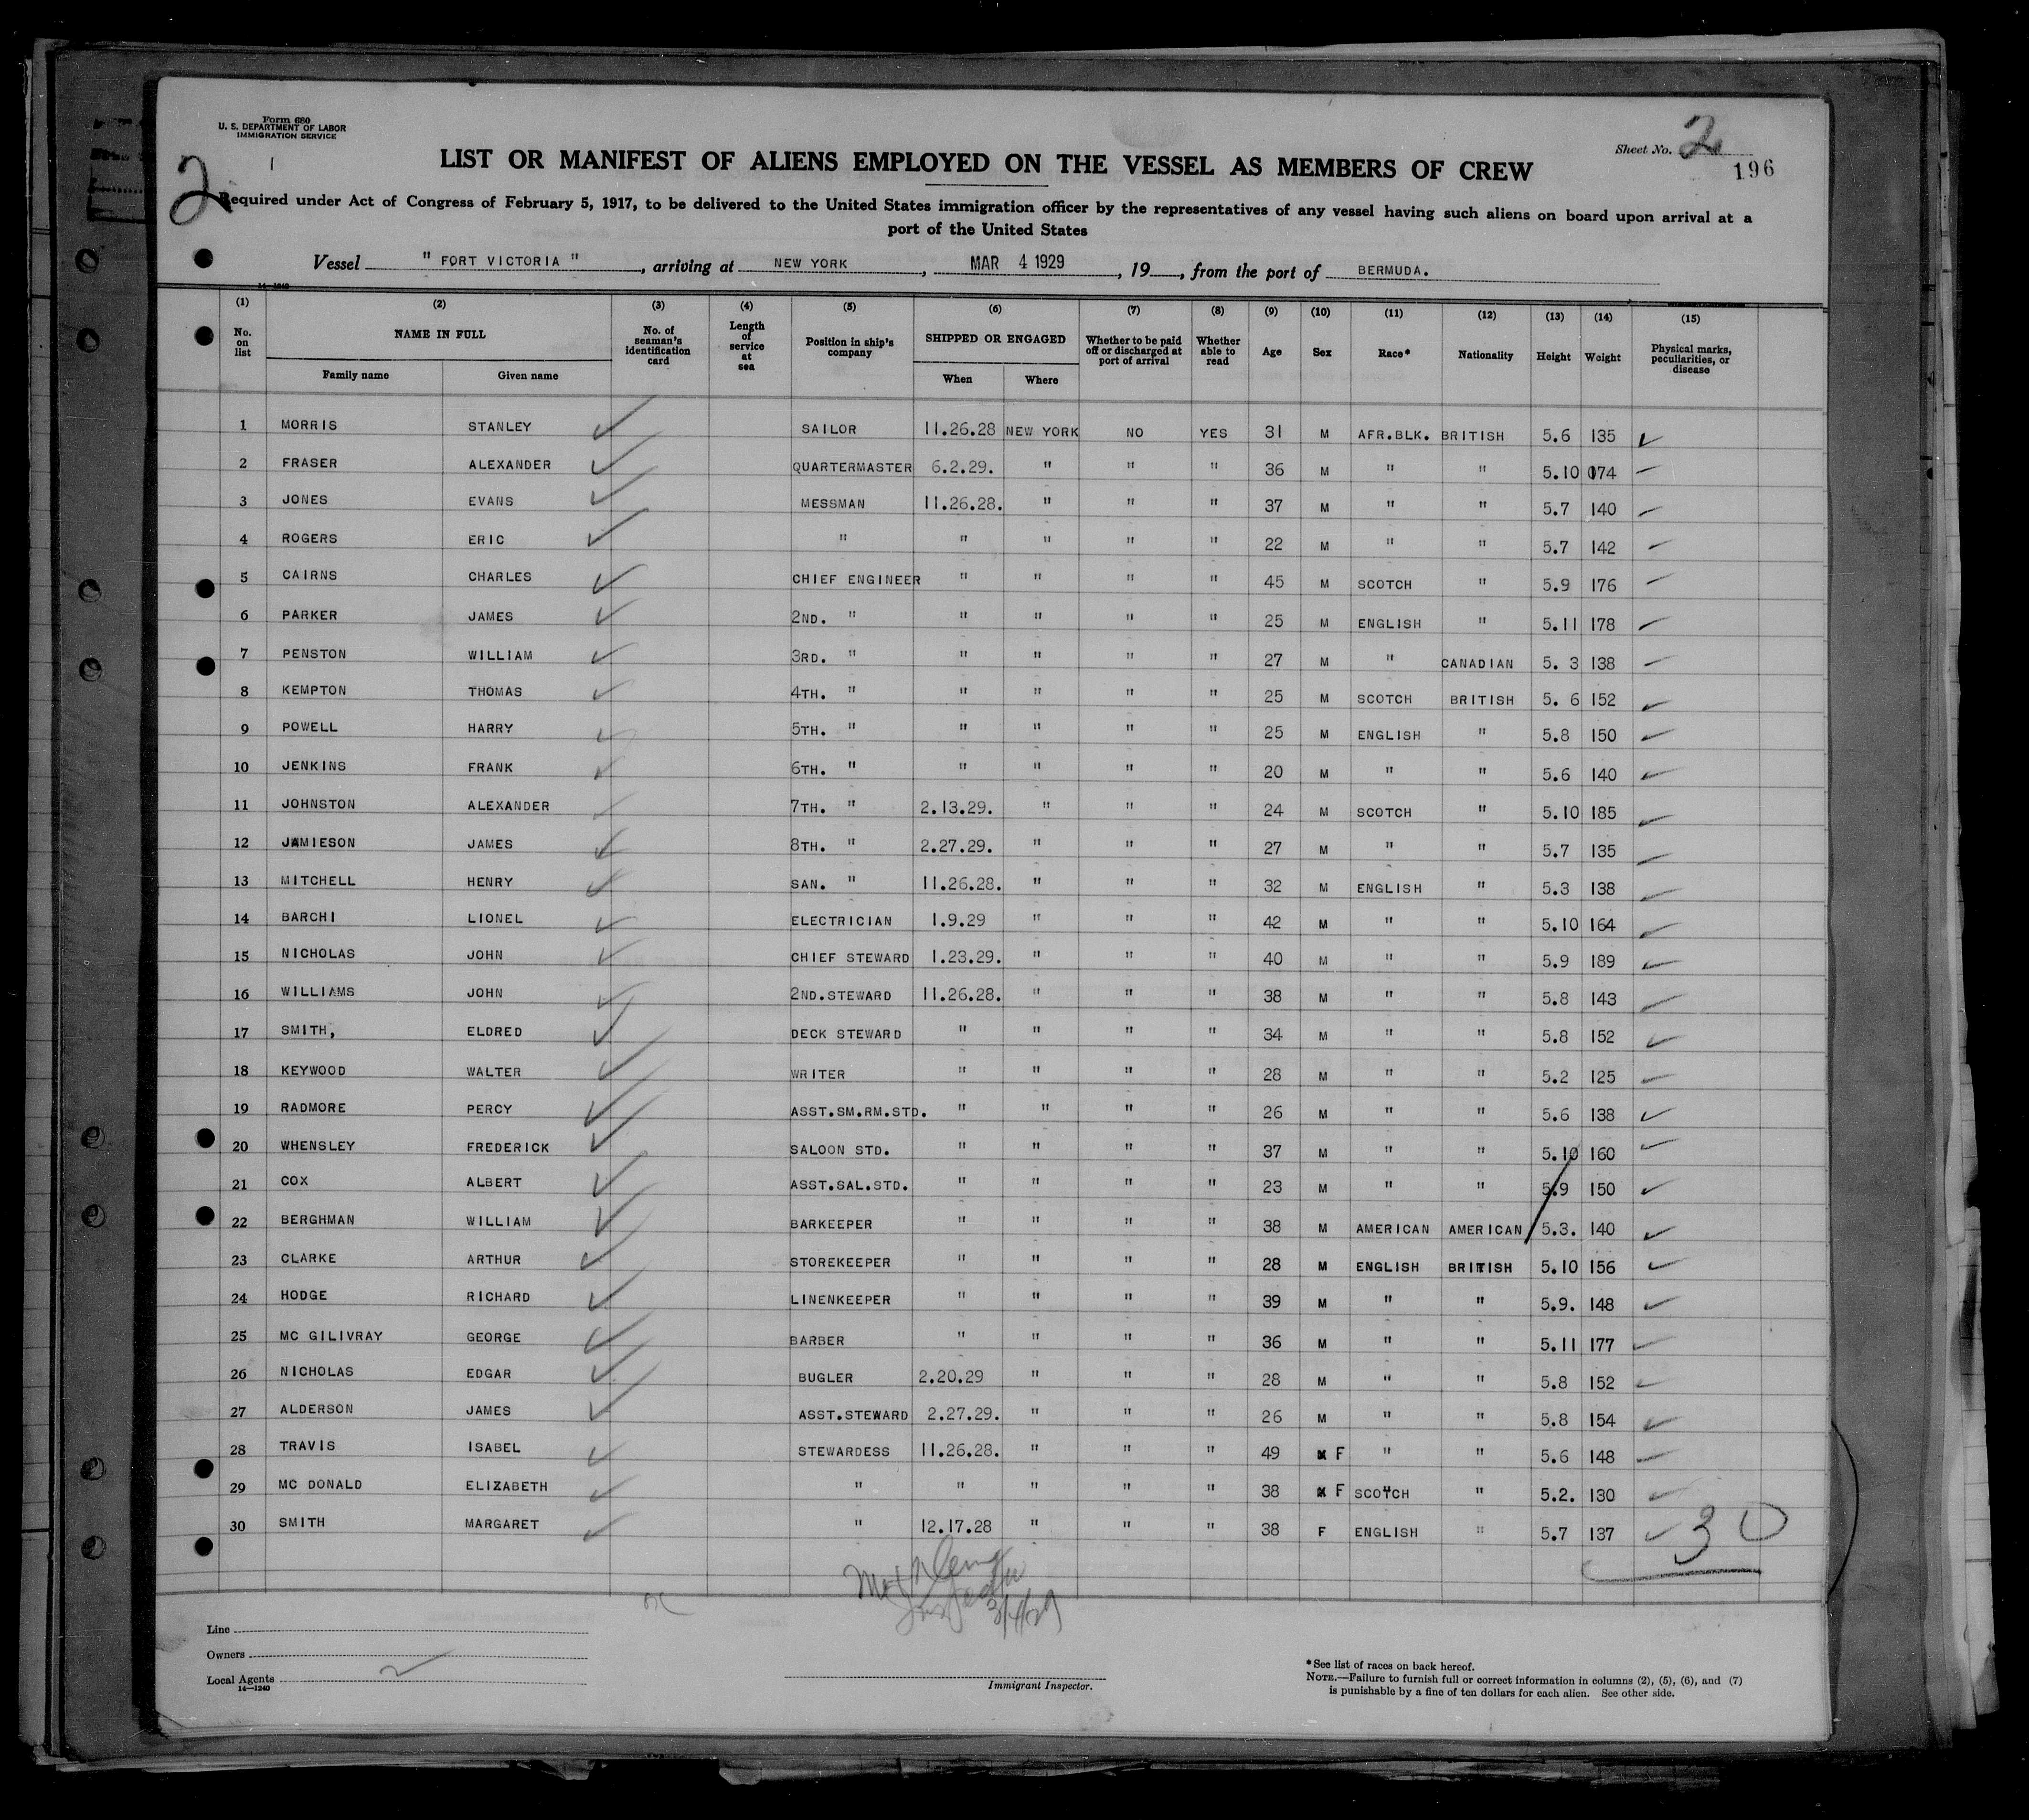 Form 680
U. S. DEPARTMENT OF LABOR
IMMIGRATION SERVICE
Sheet No. 2
196
2
LIST OR MANIFEST OF ALIENS EMPLOYED ON THE VESSEL AS MEMBERS OF CREW
Required under Act of Congress of February 5, 1917, to be delivered to the United States immigration officer by the representatives of any vessel having such aliens on board upon arrival at a
port of the United States
Vessel " FORT VICTORIA " , arriving at NEW YORK , MAR 4 1929 , 19 , from the port of BERMUDA.
14—1240
(1) (2) (3) (4) (5) (6) (7) (8) (9) (10) (11) (12) (13) (14) (15)
No. on list NAME IN FULL Family name Given name No. of seaman's identification card Length of service at sea Position in ship's company SHIPPED OR ENGAGED When Where Whether to be paid off or discharged at port of arrival Whether able to read Age Sex Race* Nationality Height Weight Physical marks, peculiarities, or disease
1 MORRIS STANLEY SAILOR 11.26.28 NEW YORK NO YES 31 M AFR.BLK. BRITISH 5.6 135
2 FRASER ALEXANDER QUARTERMASTER 6.2.29. " " " 36 M " " 5.10 074
3 JONES EVANS MESSMAN 11.26.28. " " " 37 M " " 5.7 140
4 ROGERS ERIC " " " " " 22 M " " 5.7 142
5 CAIRNS CHARLES CHIEF ENGINEER " " " " 45 M SCOTCH " 5.9 176
6 PARKER JAMES 2ND. " " " " " 25 M ENGLISH " 5.11 178
7 PENSTON WILLIAM 3RD. " " " " " 27 M " CANADIAN 5. 3 138
8 KEMPTON THOMAS 4TH. " " " " " 25 M SCOTCH BRITISH 5. 6 152
9 POWELL HARRY 5TH. " " " " " 25 M ENGLISH " 5.8 150
10 JENKINS FRANK 6TH. " " " " " 20 M " " 5.6 140
11 JOHNSTON ALEXANDER 7TH. " 2.13.29. " " " 24 M SCOTCH " 5.10 185
12 JAMIESON JAMES 8TH. " 2.27.29. " " " 27 M " " 5.7 135
13 MITCHELL HENRY SAN. " 11.26.28. " " " 32 M ENGLISH " 5.3 138
14 BARCHI LIONEL ELECTRICIAN 1.9.29 " " " 42 M " " 5.10 164
15 NICHOLAS JOHN CHIEF STEWARD 1.23.29. " " " 40 M " " 5.9 189
16 WILLIAMS JOHN 2ND.STEWARD 11.26.28. " " " 38 M " " 5.8 143
17 SMITH, ELDRED DECK STEWARD " " " " 34 M " " 5.8 152
18 KEYWOOD WALTER WRITER " " " " 28 M " " 5.2 125
19 RADMORE PERCY ASST.SM.RM.STD. " " " " 26 M " " 5.6 138
20 WHENSLEY FREDERICK SALOON STD. " " " " 37 M " " 5.10 160
21 COX ALBERT ASST.SAL.STD. " " " " 23 M " " 5.9 150
22 BERGHMAN WILLIAM BARKEEPER " " " " 38 M AMERICAN AMERICAN 5.3. 140
23 CLARKE ARTHUR STOREKEEPER " " " " 28 M ENGLISH BRITISH 5.10 156
24 HODGE RICHARD LINENKEEPER " " " " 39 M " " 5.9. 148
25 MC GILIVRAY GEORGE BARBER " " " " 36 M " " 5.11 177
26 NICHOLAS EDGAR BUGLER 2.20.29 " " " 28 M " " 5.8 152
27 ALDERSON JAMES ASST.STEWARD 2.27.29. " " " 26 M " " 5.8 154
28 TRAVIS ISABEL STEWARDESS 11.26.28. " " " 49 F " " 5.6 148
29 MC DONALD ELIZABETH " " " " " 38 F SCOTCH " 5.2. 130
30 SMITH MARGARET " 12.17.28 " " " 38 F ENGLISH " 5.7 137
30
3/4/29
Line
Owners
Local Agents
14—1240
Immigrant Inspector.
*See list of races on back hereof.
NOTE.—Failure to furnish full or correct information in columns (2), (5), (6), and (7)
is punishable by a fine of ten dollars for each alien. See other side.